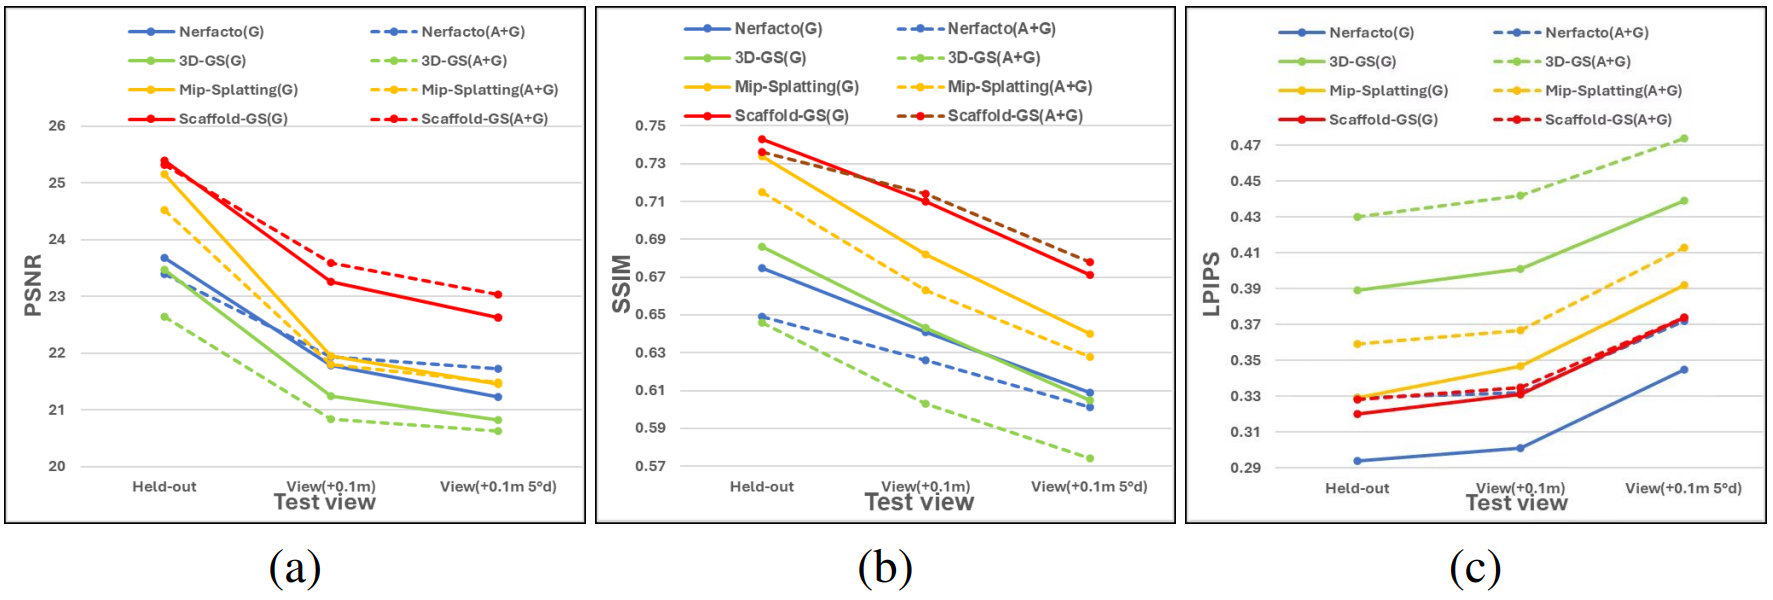 Nerfacto(G) Nerfacto(A+G)
3D-GS(G) 3D-GS(A+G)
Mip-Splatting(G) Mip-Splatting(A+G)
Scaffold-GS(G) Scaffold-GS(A+G)
26
25
24
23
22
21
20
PSNR
Held-out View(+0.1m) View(+0.1m 5°d)
Test view
(a)
Nerfacto(G) Nerfacto(A+G)
3D-GS(G) 3D-GS(A+G)
Mip-Splatting(G) Mip-Splatting(A+G)
Scaffold-GS(G) Scaffold-GS(A+G)
0.75
0.73
0.71
0.69
0.67
0.65
0.63
0.61
0.59
0.57
SSIM
Held-out View(+0.1m) View(+0.1m 5°d)
Test view
(b)
Nerfacto(G) Nerfacto(A+G)
3D-GS(G) 3D-GS(A+G)
Mip-Splatting(G) Mip-Splatting(A+G)
Scaffold-GS(G) Scaffold-GS(A+G)
0.47
0.45
0.43
0.41
0.39
0.37
0.35
0.33
0.31
0.29
LPIPS
Held-out View(+0.1m) View(+0.1m 5°d)
Test view
(c)